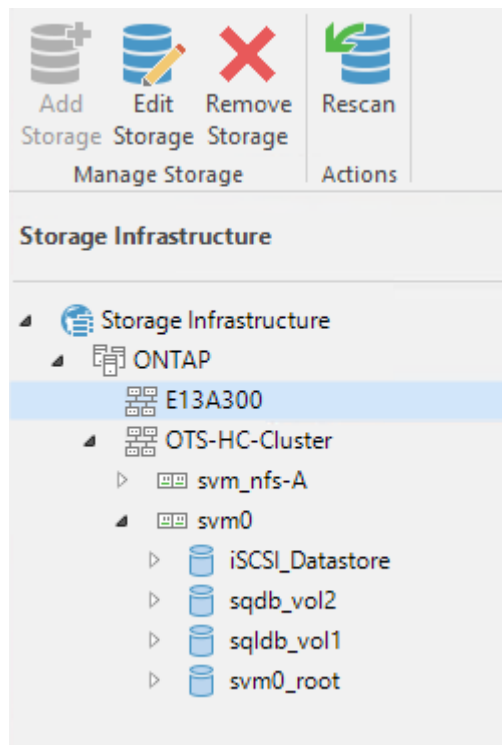 Add Edit Remove Rescan
Storage Storage Storage
Manage Storage Actions
Storage Infrastructure
Storage Infrastructure
ONTAP
E13A300
OTS-HC-Cluster
svm_nfs-A
svm0
iSCSI_Datastore
sqdb_vol2
sqldb_vol1
svm0_root